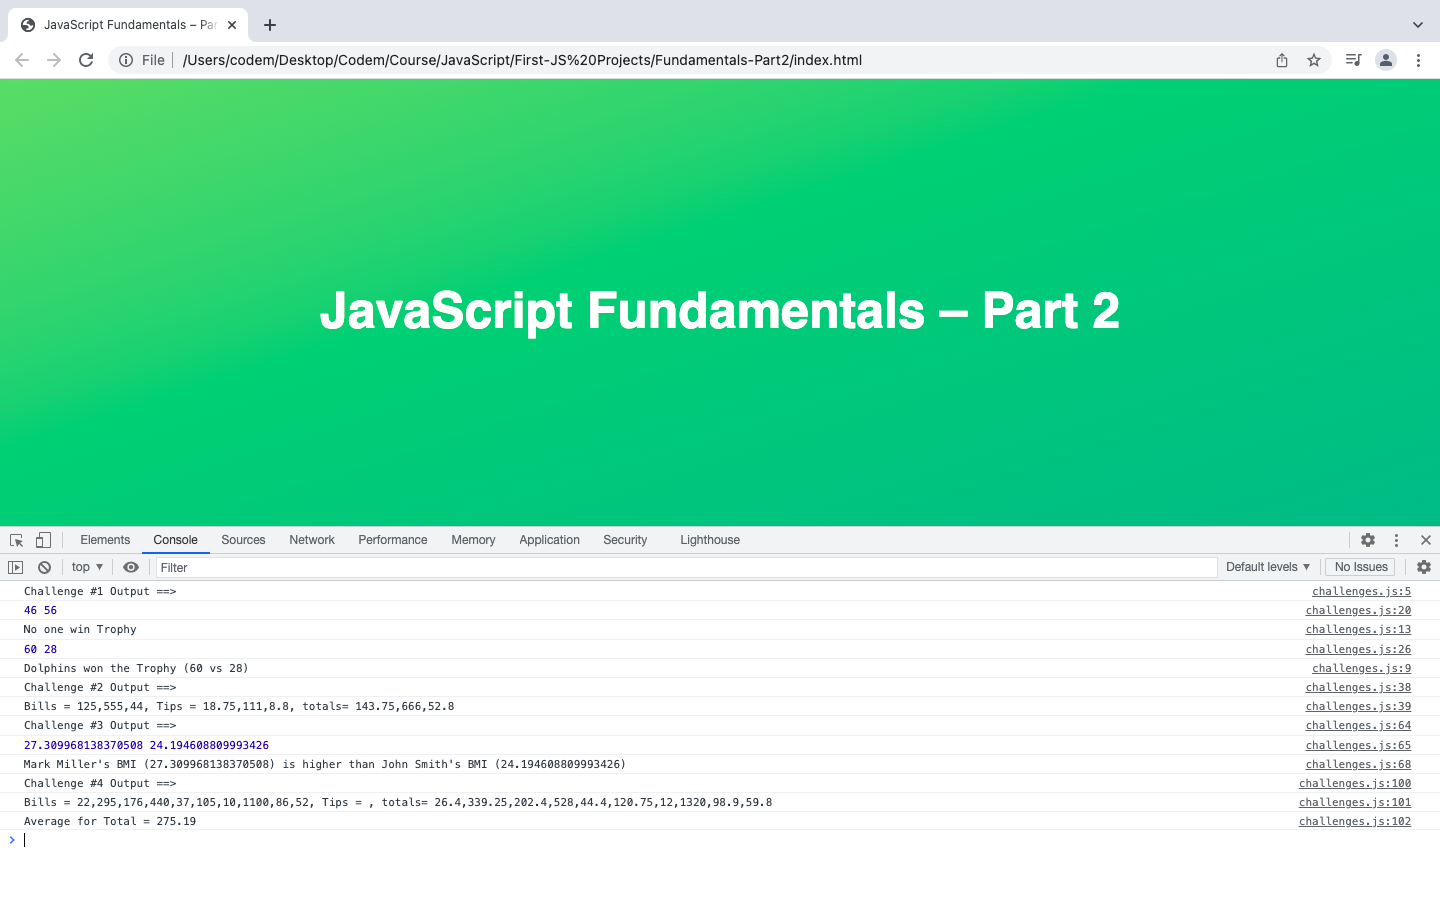 JavaScript Fundamentals – Par
File
/Users/codem/Desktop/Codem/Course/JavaScript/First-JS%20Projects/Fundamentals-Part2/index.html
JavaScript Fundamentals – Part 2
Elements Console Sources Network Performance Memory Application Security Lighthouse
top Filter Default levels No Issues
Challenge #1 Output ==> challenges.js:5
46 56 challenges.js:20
No one win Trophy challenges.js:13
60 28 challenges.js:26
Dolphins won the Trophy (60 vs 28) challenges.js:9
Challenge #2 Output ==> challenges.js:38
Bills = 125,555,44, Tips = 18.75,111,8.8, totals= 143.75,666,52.8 challenges.js:39
Challenge #3 Output ==> challenges.js:64
27.309968138370508 24.194608809993426 challenges.js:65
Mark Miller's BMI (27.309968138370508) is higher than John Smith's BMI (24.194608809993426) challenges.js:68
Challenge #4 Output ==> challenges.js:100
Bills = 22,295,176,440,37,105,10,1100,86,52, Tips = , totals= 26.4,339.25,202.4,528,44.4,120.75,12,1320,98.9,59.8 challenges.js:101
Average for Total = 275.19 challenges.js:102